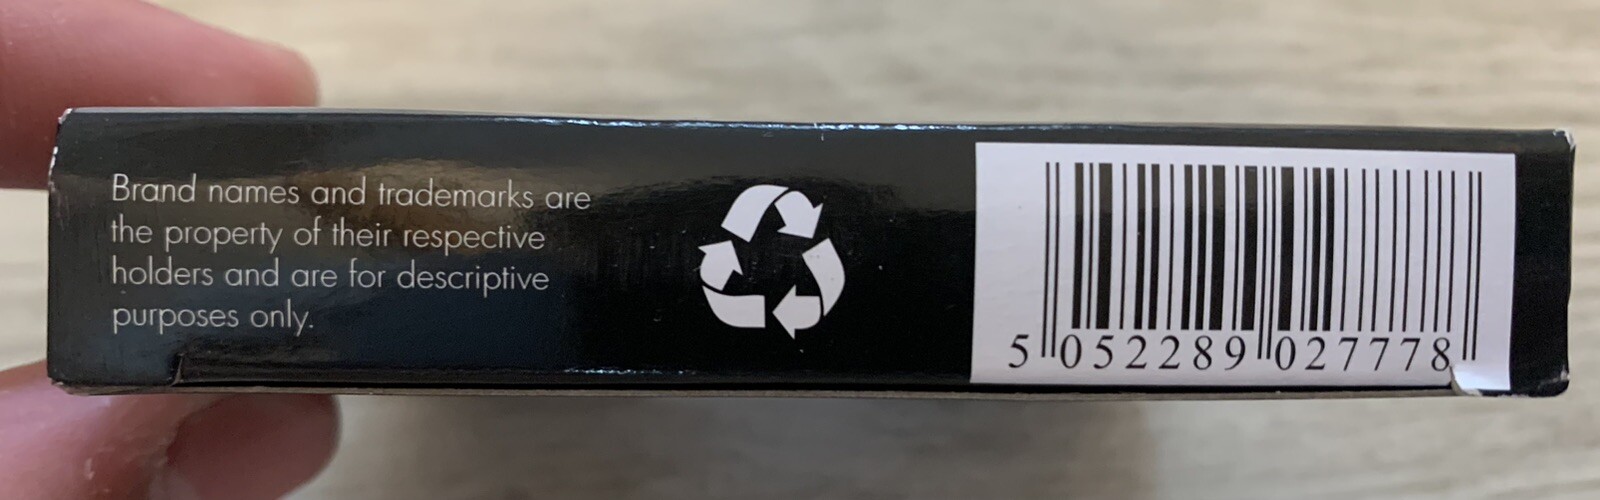 Brand names and trademarks are
the property of their respective
holders and are for descriptive
purposes only.
5 052289 027778